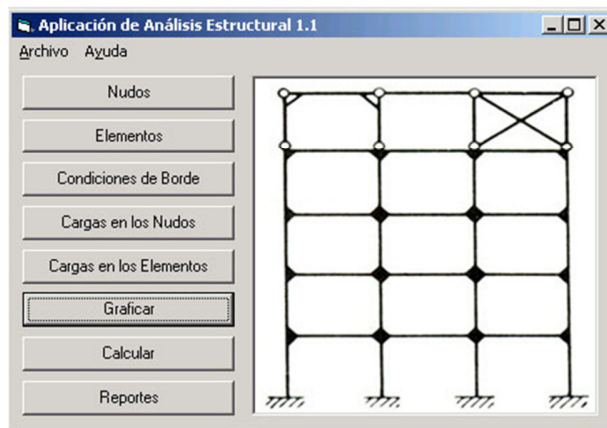 Aplicación de Análisis Estructural 1.1
Archivo Ayuda
Nudos
Elementos
Condiciones de Borde
Cargas en los Nudos
Cargas en los Elementos
Graficar
Calcular
Reportes